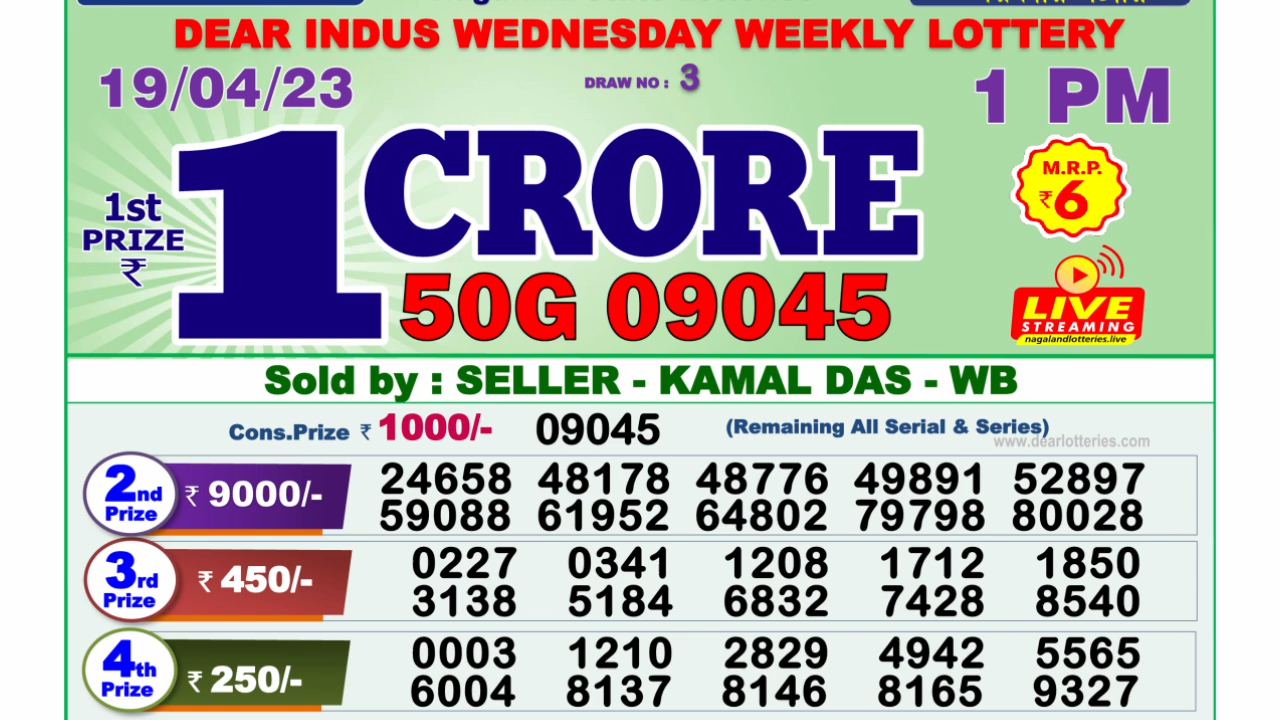 DEAR INDUS WEDNESDAY WEEKLY LOTTERY
19/04/23
DRAW NO : 3
1 PM
1st
PRIZE
₹
1 CRORE
50G 09045
M.R.P.
₹6
LIVE
STREAMING
nagalandlotteries.live
Sold by : SELLER - KAMAL DAS - WB
Cons.Prize ₹ 1000/- 09045 (Remaining All Serial & Series)
www.dearlotteries.com
2nd Prize ₹ 9000/-
24658 48178 48776 49891 52897
59088 61952 64802 79798 80028
3rd Prize ₹ 450/-
0227 0341 1208 1712 1850
3138 5184 6832 7428 8540
4th Prize ₹ 250/-
0003 1210 2829 4942 5565
6004 8137 8146 8165 9327